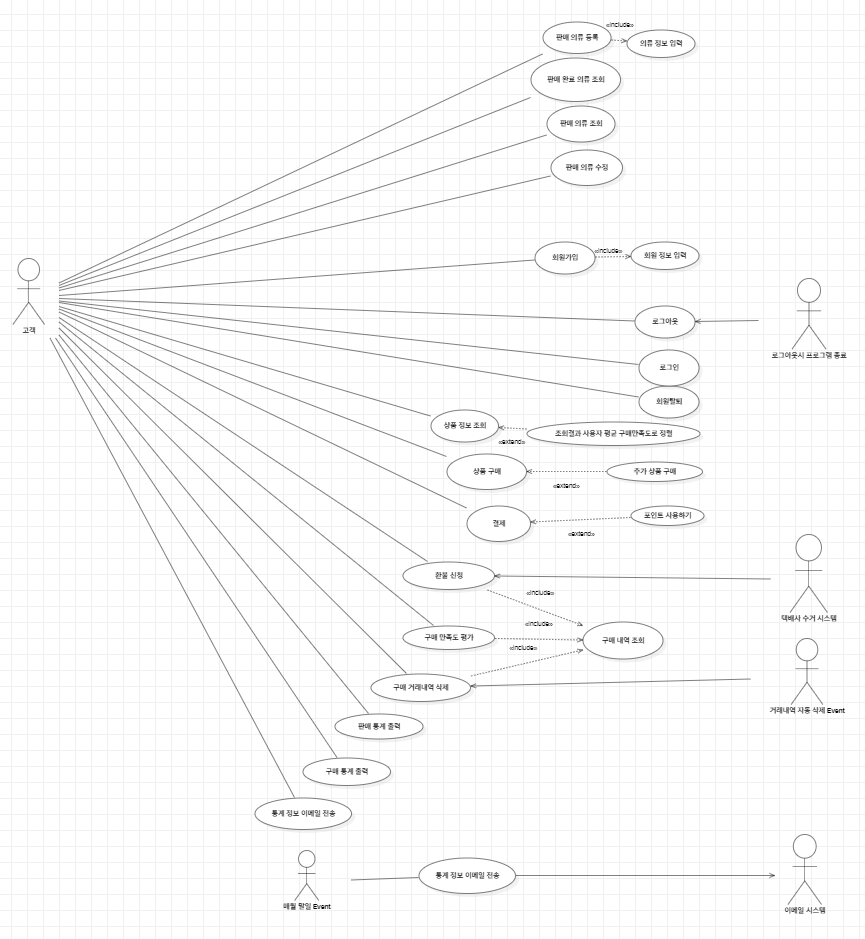 «include»
판매 의류 등록
의류 정보 입력
판매 완료 의류 조회
판매 의류 조회
판매 의류 수정
회원가입
«include»
회원 정보 입력
고객
로그아웃
로그아웃시 프로그램 종료
로그인
회원탈퇴
상품 정보 조회
조회결과 사용자 평균 구매만족도로 정렬
«extend»
상품 구매
추가 상품 구매
«extend»
결제
포인트 사용하기
«extend»
환불 신청
«include»
택배사 수거 시스템
«include»
구매 만족도 평가
구매 내역 조회
«include»
구매 거래내역 삭제
거래내역 자동 삭제 Event
판매 통계 출력
구매 통계 출력
통계 정보 이메일 전송
통계 정보 이메일 전송
매월 말일 Event
이메일 시스템